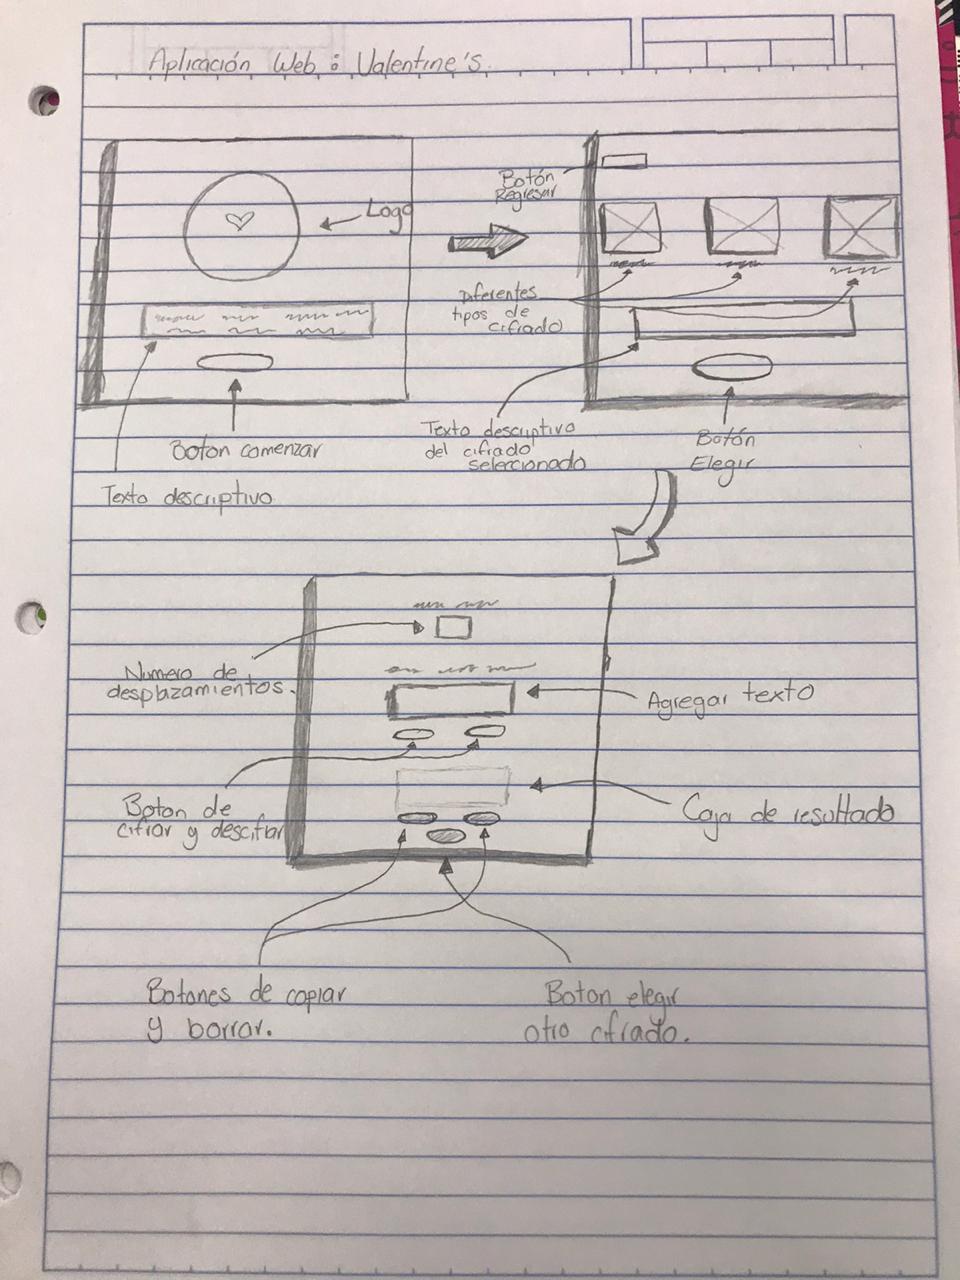 Aplicación Web : Valentine's.
Logo
Boton comenzar
Texto descriptivo
Botón
Regresar
Diferentes
tipos de
cifrado
Texto descriptivo
del cifrado
seleccionado
Botón
Elegir
Numero de
desplazamientos.
Agregar texto
Boton de
cifrar y descifrar
Caja de resultado
Botones de copiar
y borrar.
Boton elegir
otro cifrado.